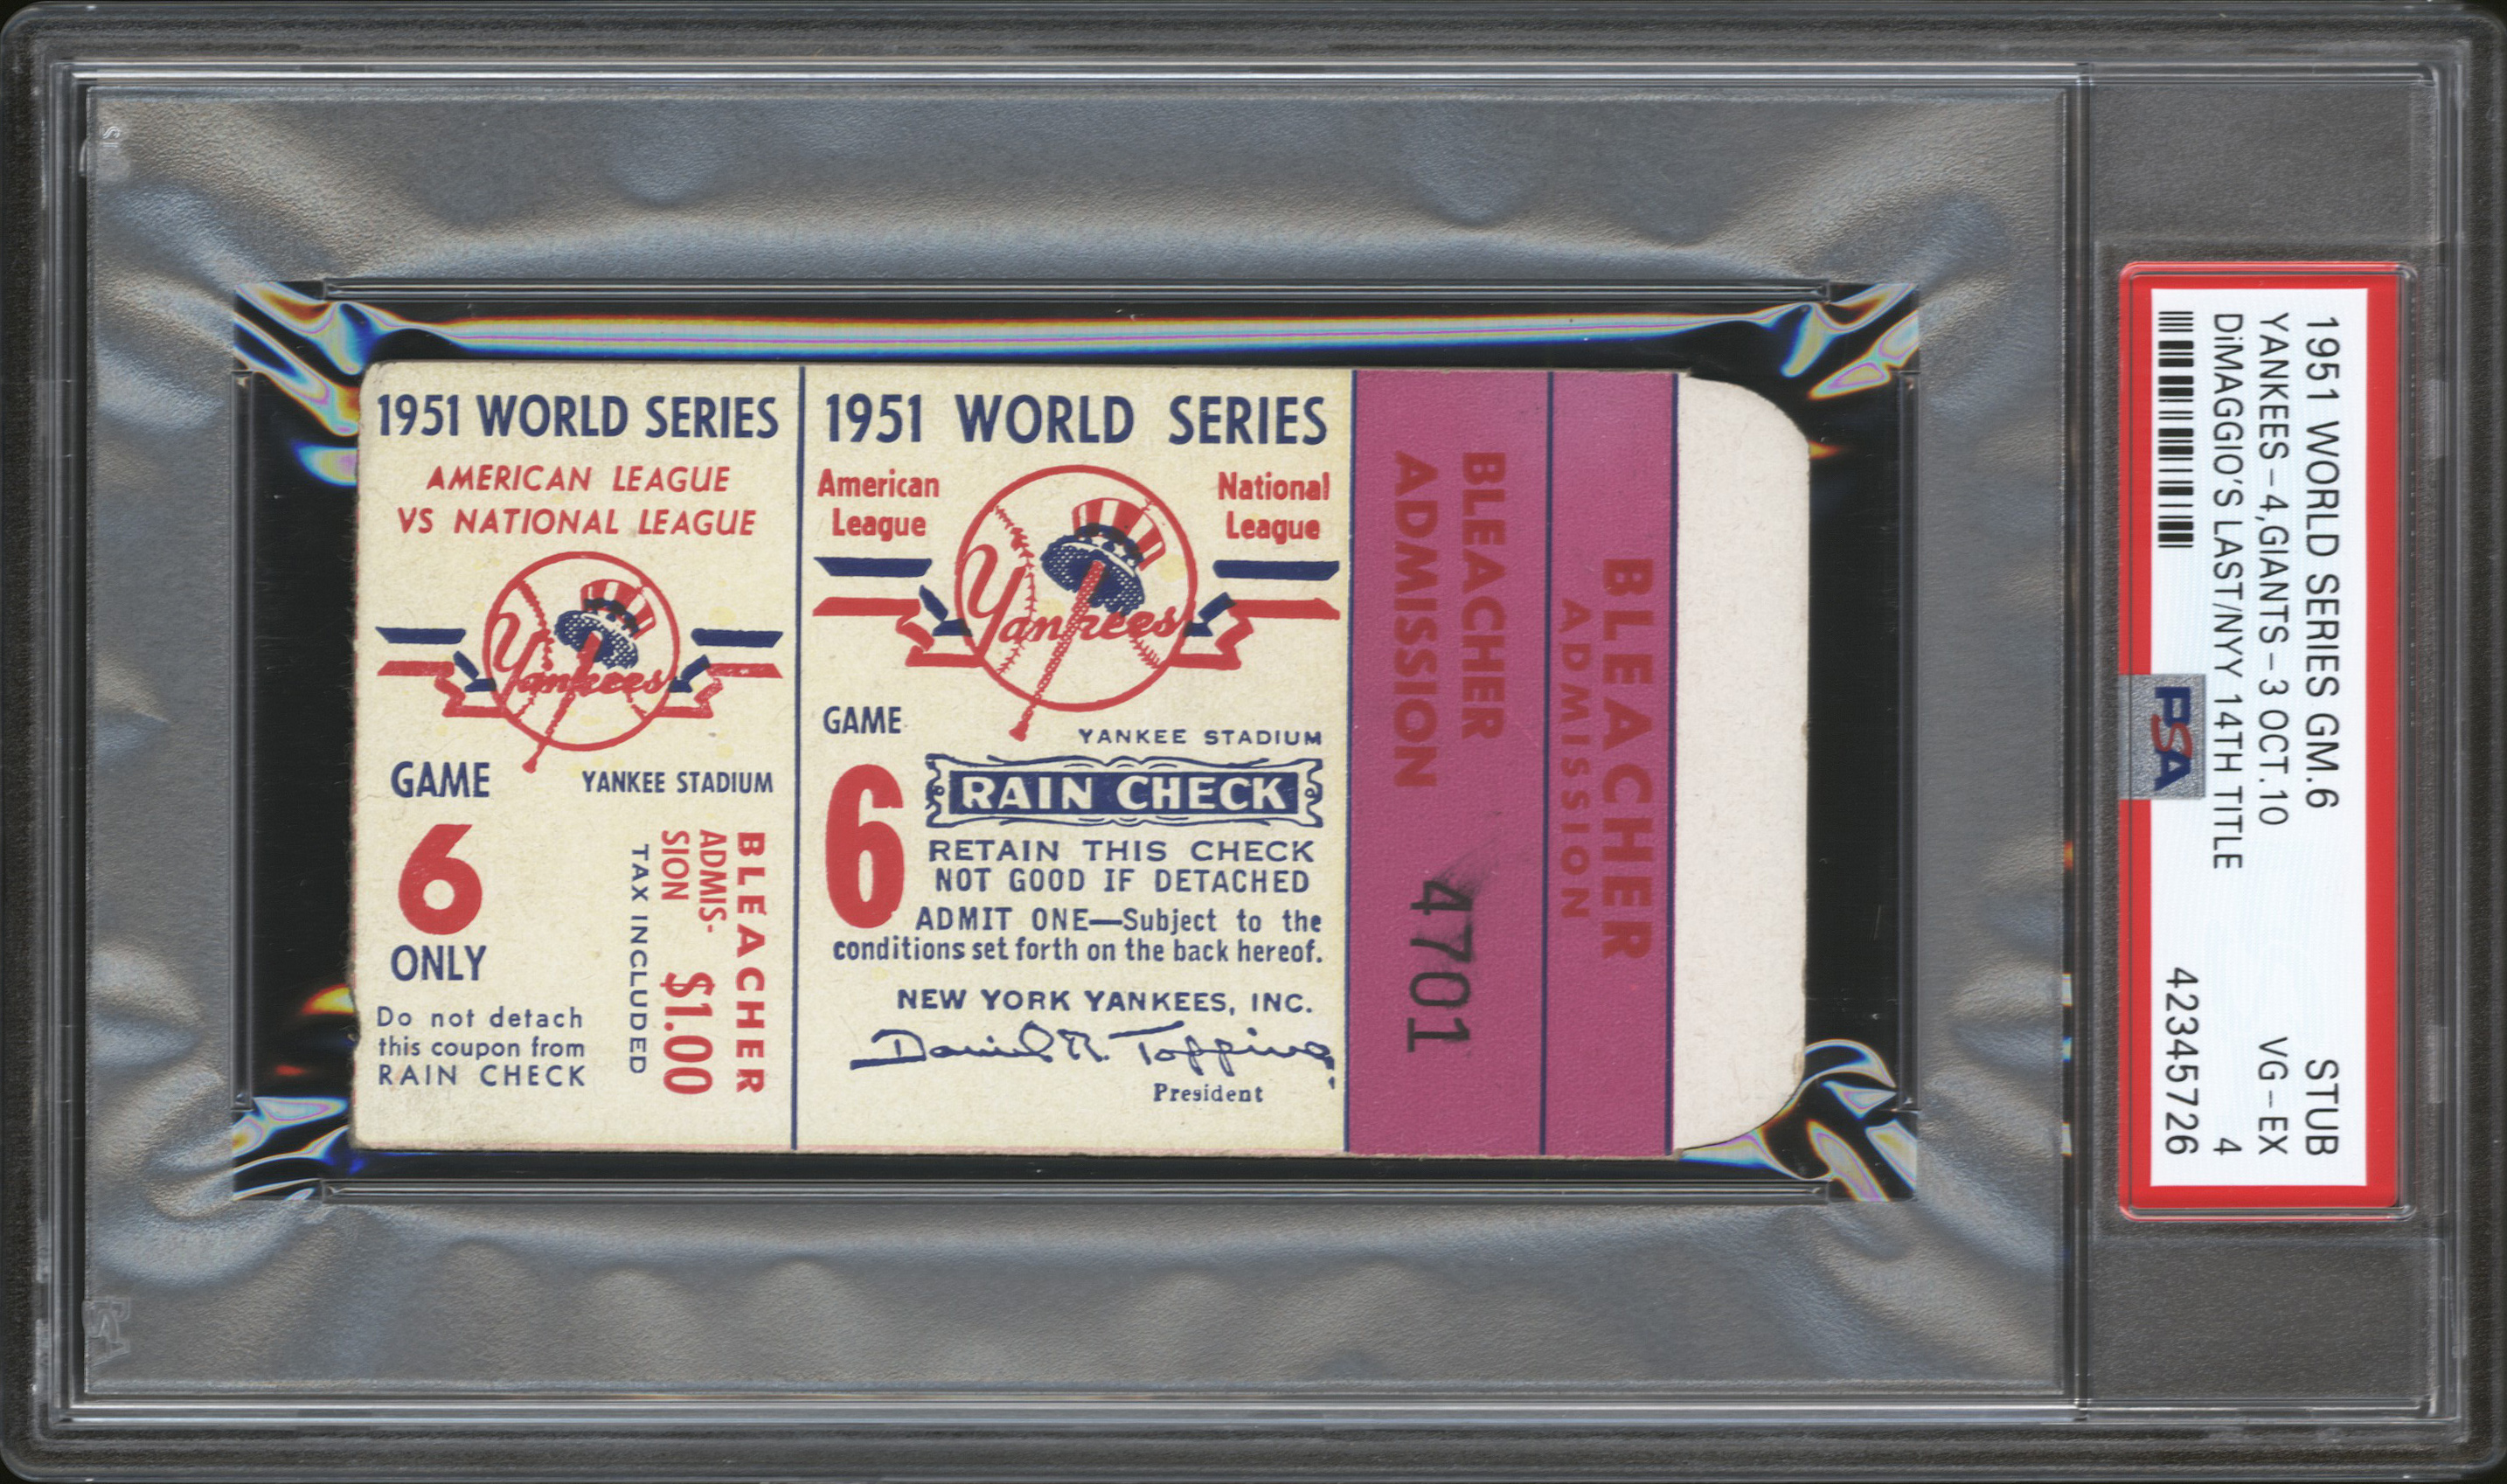 1951 WORLD SERIES
AMERICAN LEAGUE
VS NATIONAL LEAGUE
Yankees
GAME
6
ONLY
YANKEE STADIUM
Do not detach
this coupon from
RAIN CHECK
BLEACHER
ADMIS-
SION $1.00
TAX INCLUDED
1951 WORLD SERIES
American
League
National
League
Yankees
GAME
6
YANKEE STADIUM
RAIN CHECK
RETAIN THIS CHECK
NOT GOOD IF DETACHED
ADMIT ONE—Subject to the
conditions set forth on the back hereof.
NEW YORK YANKEES, INC.
Daniel R. Topping
President
BLEACHER
ADMISSION
4701
BLEACHER
ADMISSION
1951 WORLD SERIES GM.6 STUB
YANKEES-4,GIANTS-3 OCT.10 VG-EX
DiMAGGIO'S LAST/NYY 14TH TITLE 4
42345726
PSA